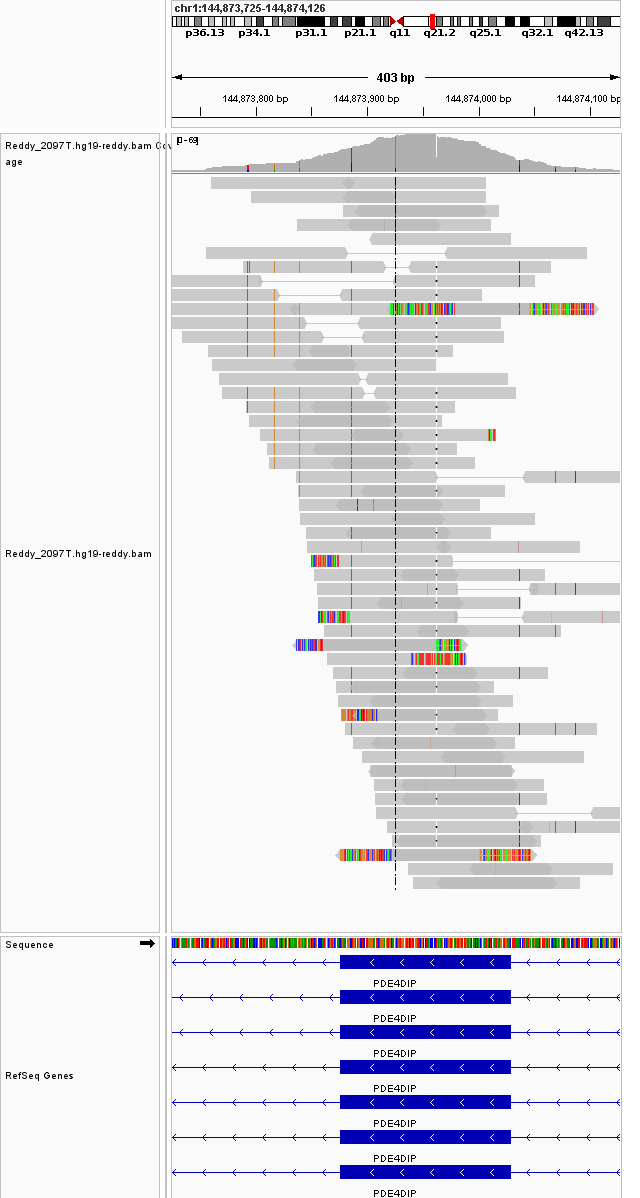 chr1:144,873,725-144,874,126
p36.13 p34.1 p31.1 p21.1 q11 q21.2 q25.1 q32.1 q42.13
403 bp
144,873,800 bp 144,873,900 bp 144,874,000 bp 144,874,100 bp
Reddy_2097T.hg19-reddy.bam Cov
age
[0-69]
Reddy_2097T.hg19-reddy.bam
Sequence
PDE4DIP
PDE4DIP
PDE4DIP
RefSeq Genes
PDE4DIP
PDE4DIP
PDE4DIP
PDE4DIP